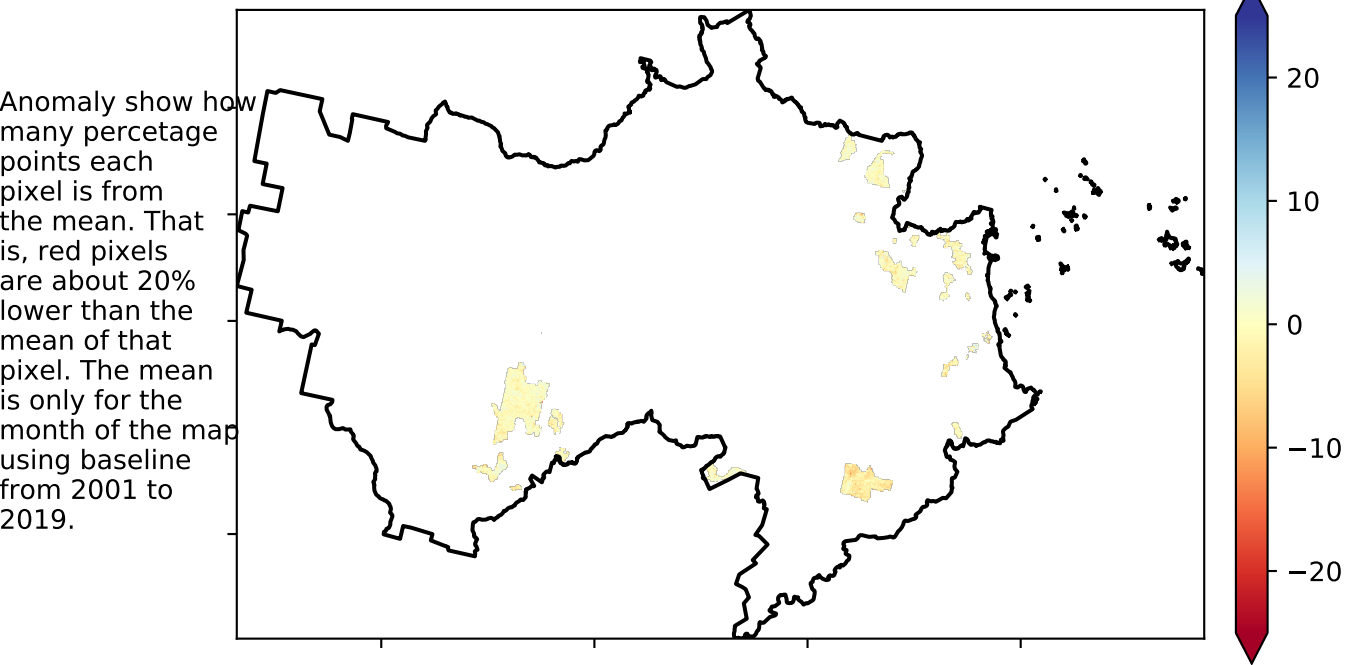 Anomaly show how
many percetage
points each
pixel is from
the mean. That
is, red pixels
are about 20%
lower than the
mean of that
pixel. The mean
is only for the
month of the map
using baseline
from 2001 to
2019.
20
10
0
−10
−20